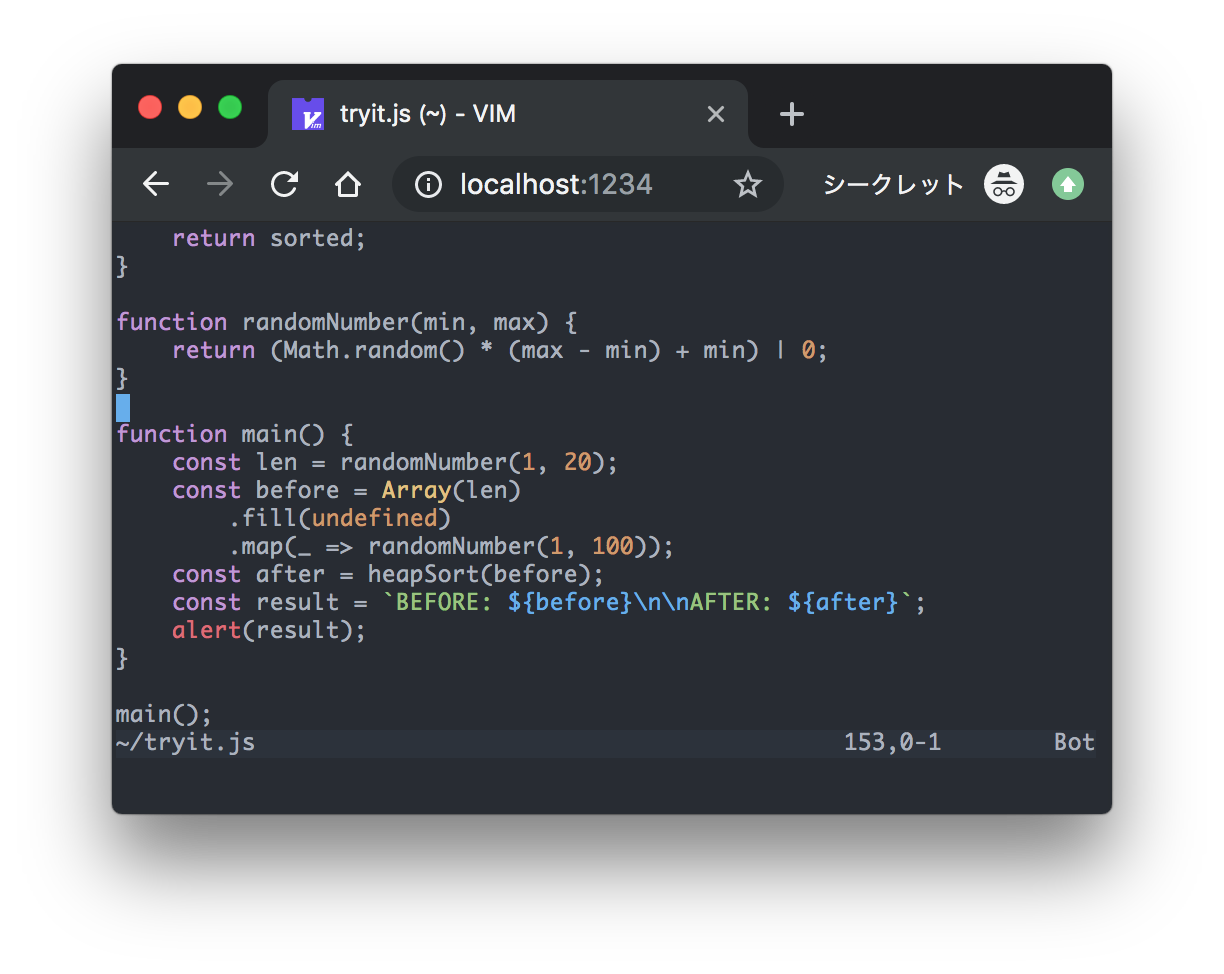 tryit.js (~) - VIM
localhost:1234 シークレット
    return sorted;
}

function randomNumber(min, max) {
    return (Math.random() * (max - min) + min) | 0;
}

function main() {
    const len = randomNumber(1, 20);
    const before = Array(len)
        .fill(undefined)
        .map(_ => randomNumber(1, 100));
    const after = heapSort(before);
    const result = `BEFORE: ${before}\n\nAFTER: ${after}`;
    alert(result);
}

main();
~/tryit.js 153,0-1 Bot